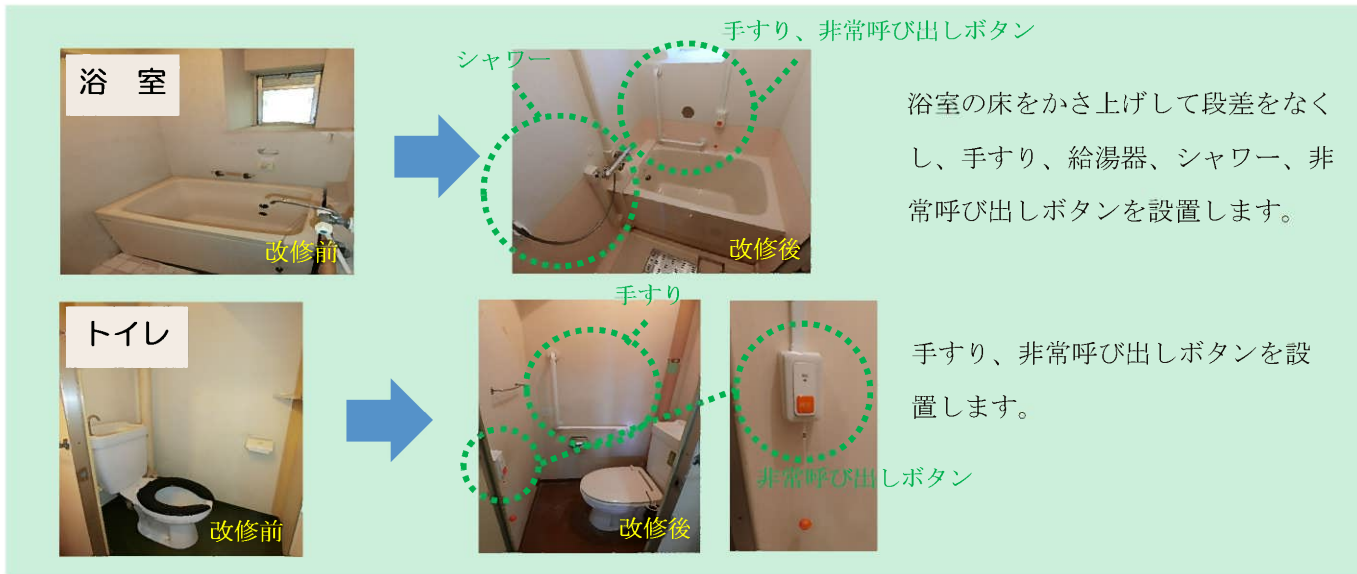 浴 室
シャワー
手すり、非常呼び出しボタン
改修前
改修後
浴室の床をかさ上げして段差をなく
し、手すり、給湯器、シャワー、非
常呼び出しボタンを設置します。
トイレ
手すり
改修前
改修後
非常呼び出しボタン
手すり、非常呼び出しボタンを設
置します。